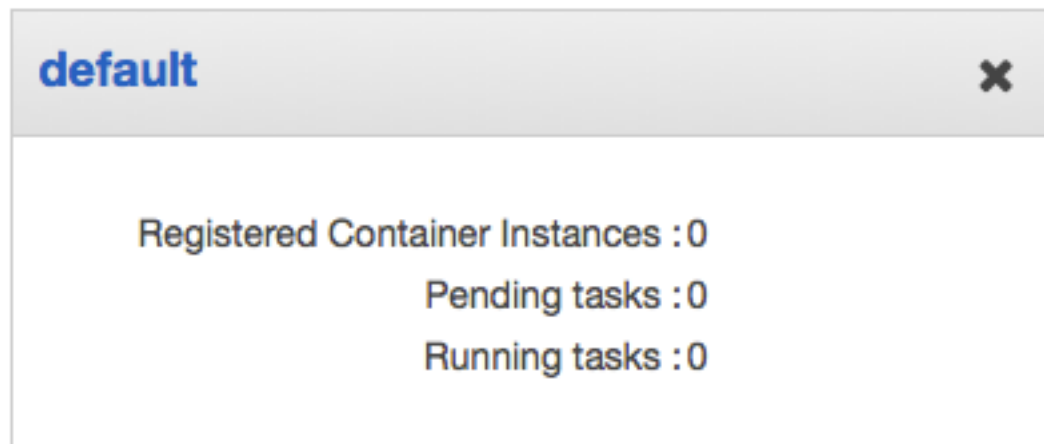 default
Registered Container Instances :0
Pending tasks :0
Running tasks :0